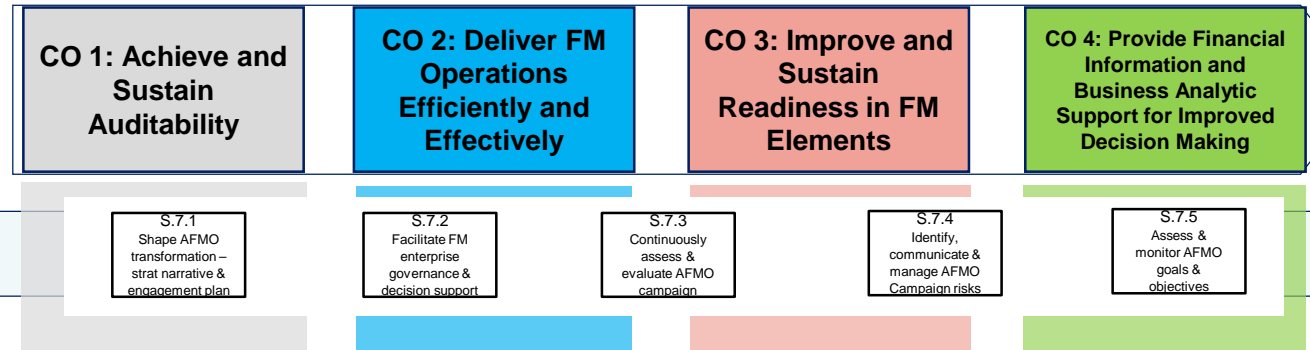 CO 1: Achieve and
Sustain
Auditability
CO 2: Deliver FM
Operations
Efficiently and
Effectively
CO 3: Improve and
Sustain
Readiness in FM
Elements
CO 4: Provide Financial
Information and
Business Analytic
Support for Improved
Decision Making
S.7.1
Shape AFMO
transformation –
strat narrative &
engagement plan
S.7.2
Facilitate FM
enterprise
governance &
decision support
S.7.3
Continuously
assess &
evaluate AFMO
campaign
S.7.4
Identify,
communicate &
manage AFMO
Campaign risks
S.7.5
Assess &
monitor AFMO
goals &
objectives